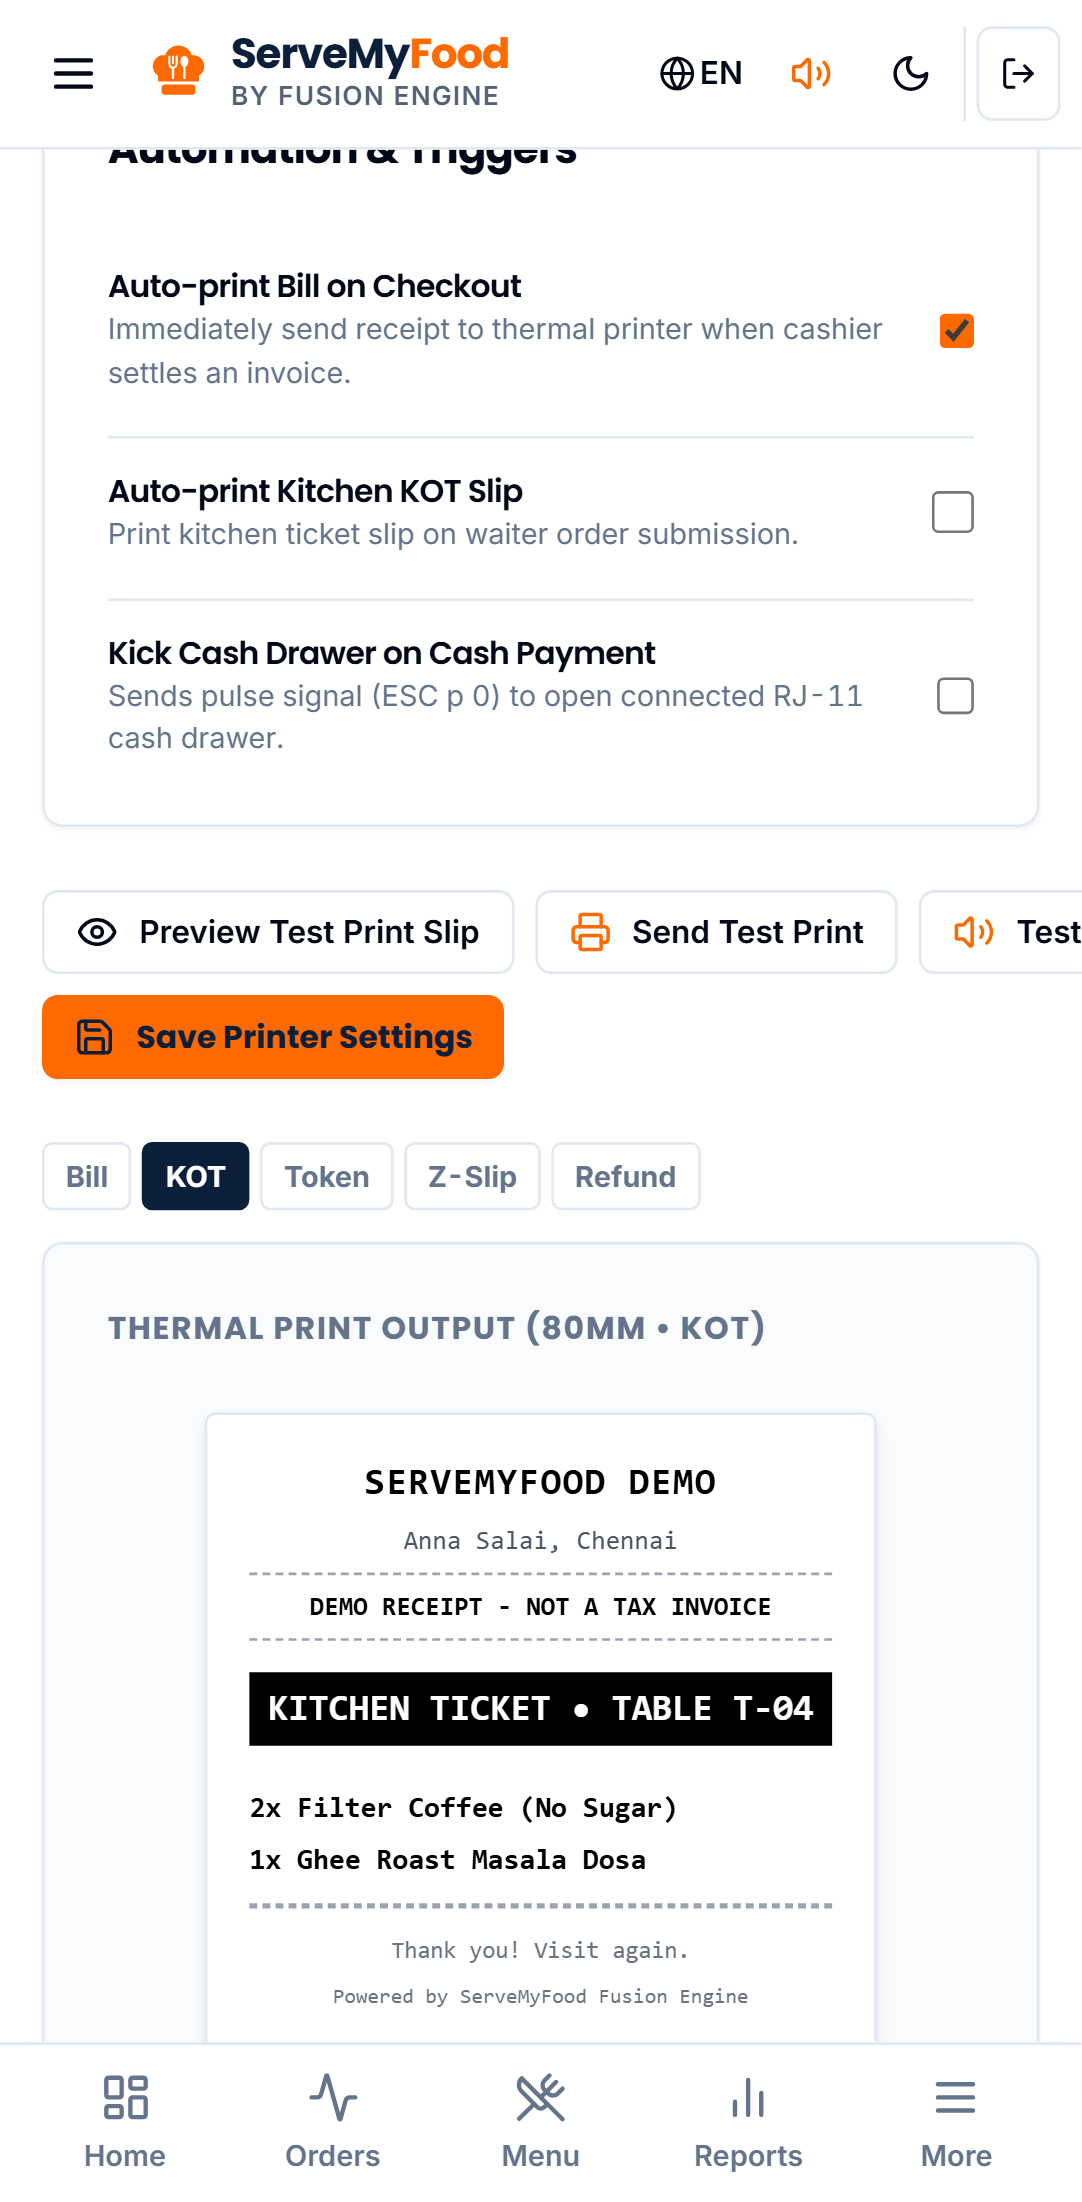 ServeMyFood
BY FUSION ENGINE
EN
Automation & Triggers
Auto-print Bill on Checkout
Immediately send receipt to thermal printer when cashier
settles an invoice.
Auto-print Kitchen KOT Slip
Print kitchen ticket slip on waiter order submission.
Kick Cash Drawer on Cash Payment
Sends pulse signal (ESC p 0) to open connected RJ-11
cash drawer.
Preview Test Print Slip
Send Test Print
Test
Save Printer Settings
Bill
KOT
Token
Z-Slip
Refund
THERMAL PRINT OUTPUT (80MM • KOT)
SERVEMYFOOD DEMO
Anna Salai, Chennai
DEMO RECEIPT - NOT A TAX INVOICE
KITCHEN TICKET • TABLE T-04
2x Filter Coffee (No Sugar)
1x Ghee Roast Masala Dosa
Thank you! Visit again.
Powered by ServeMyFood Fusion Engine
Home
Orders
Menu
Reports
More